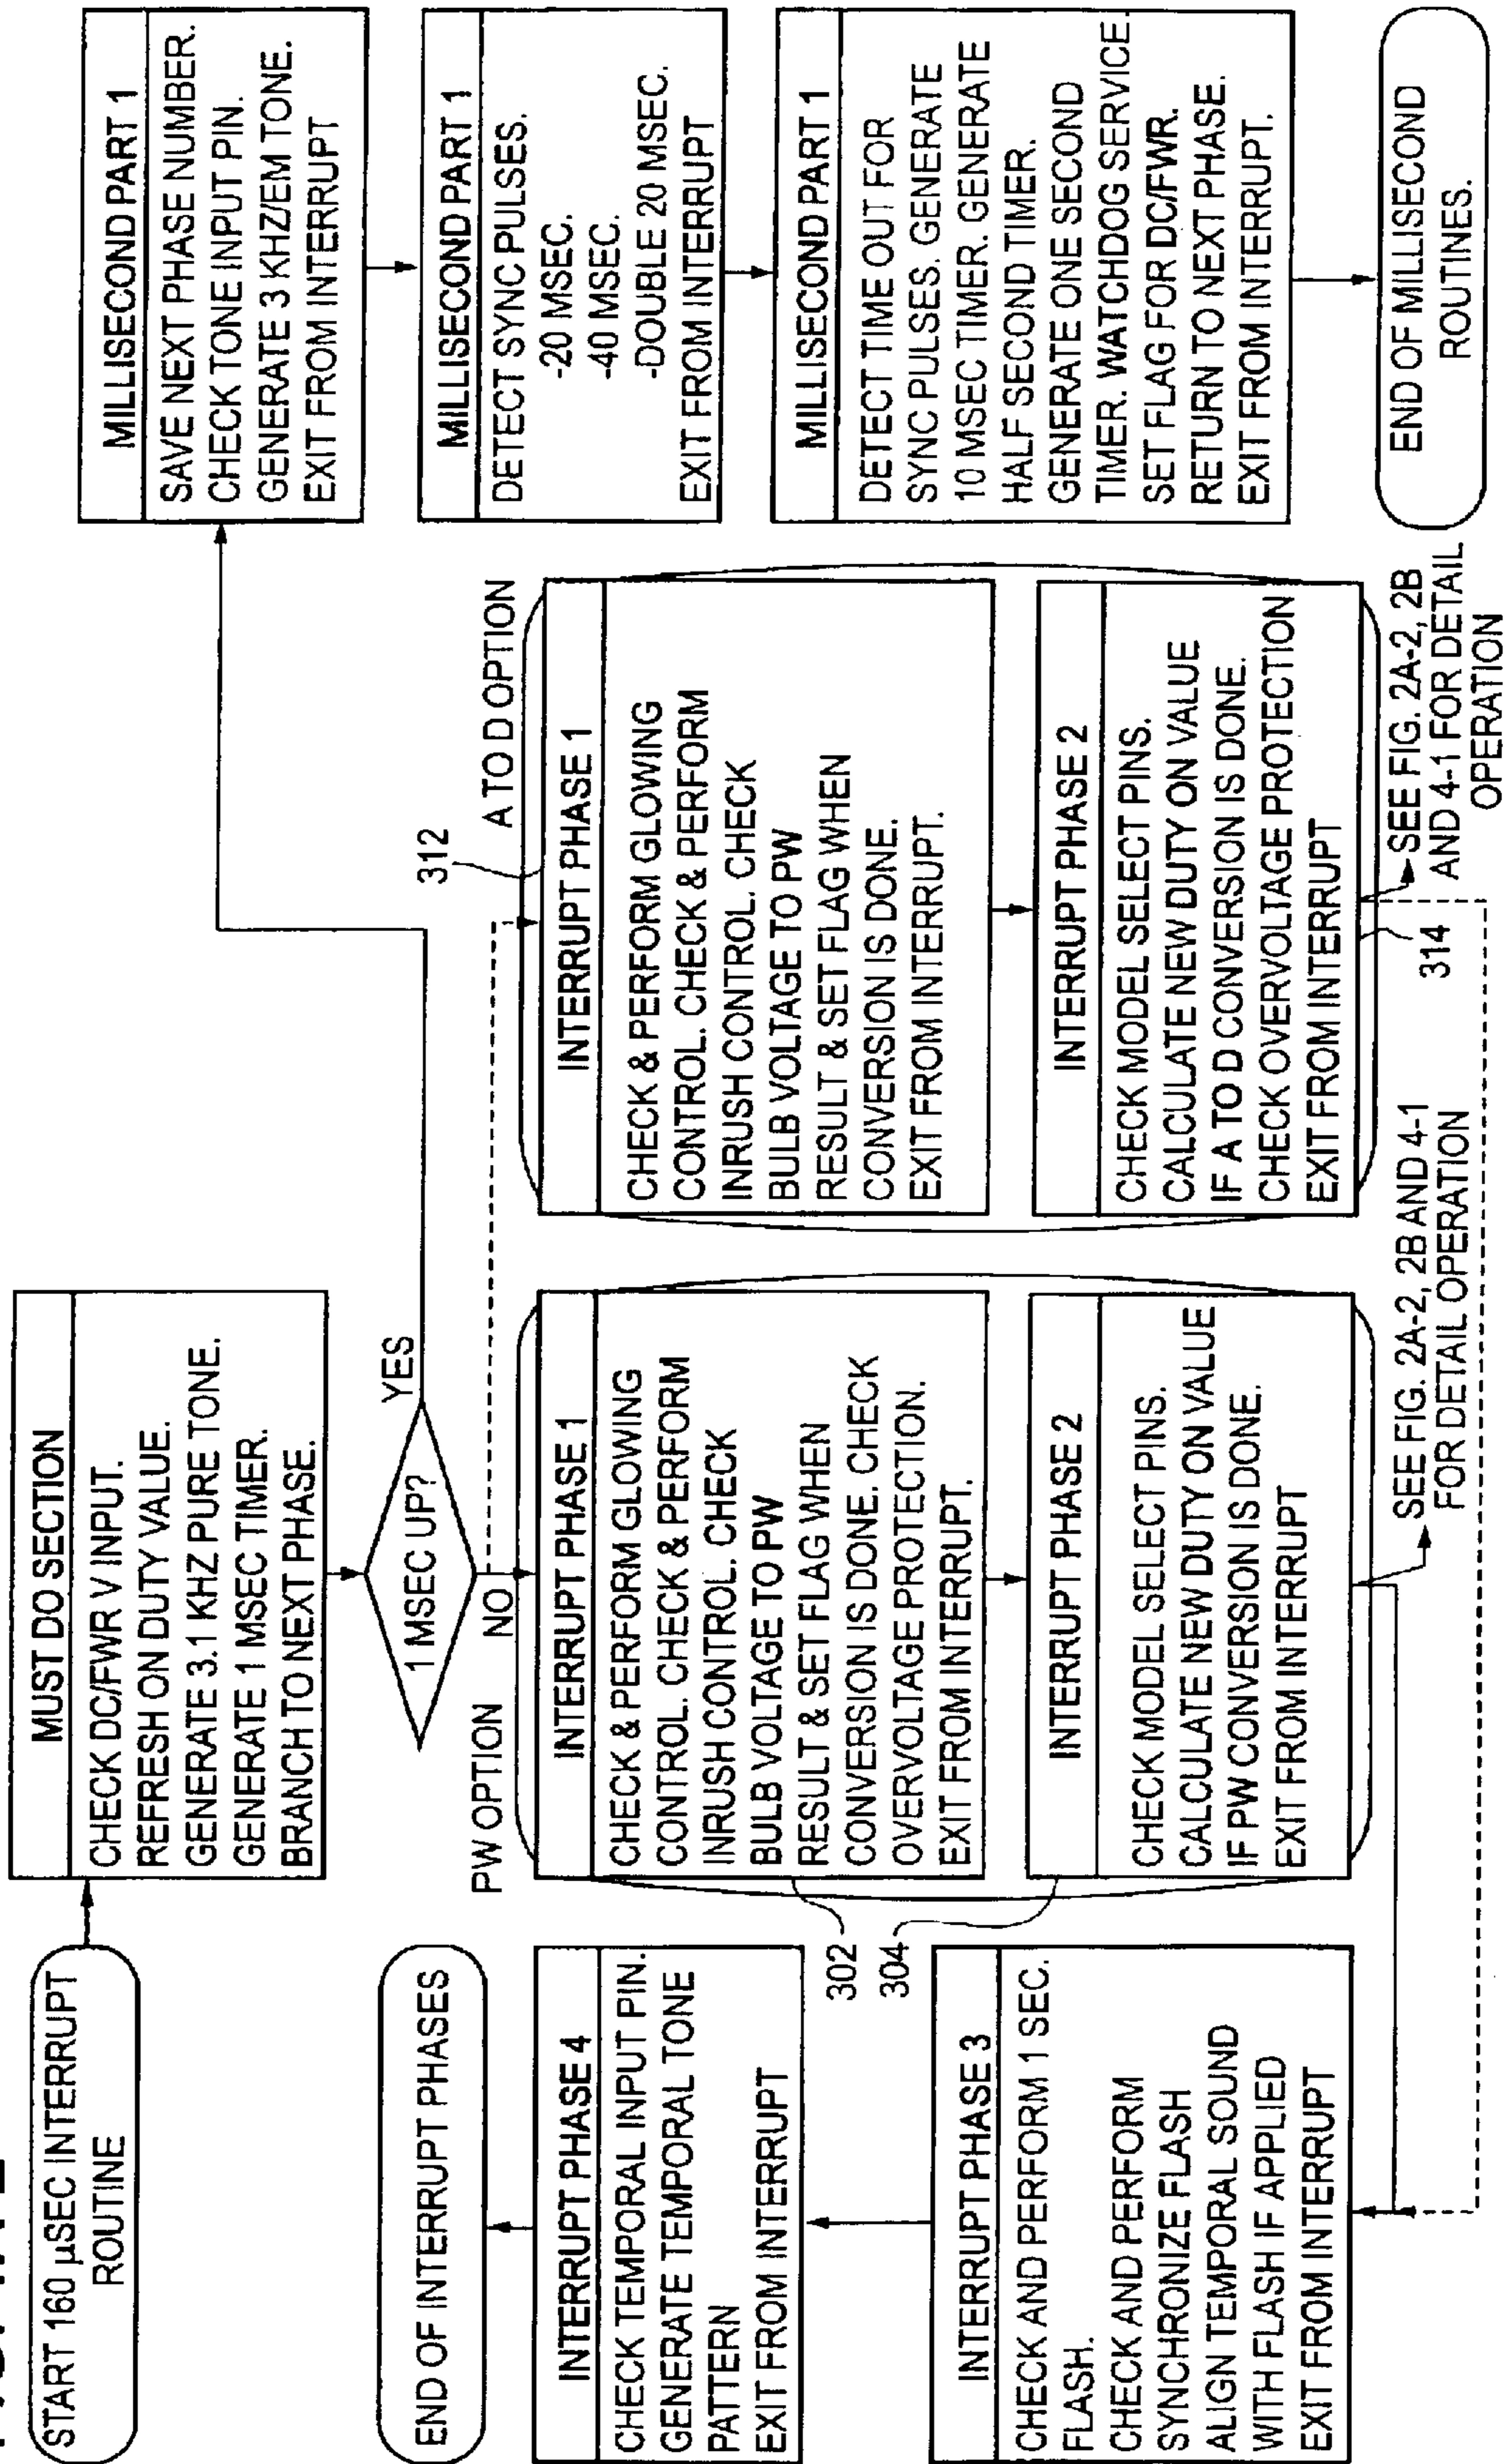 START 160 µSEC INTERRUPT
ROUTINE
MUST DO SECTION
CHECK DC/FWR V INPUT.
REFRESH ON DUTY VALUE.
GENERATE 3.1 KHZ PURE TONE.
GENERATE 1 MSEC TIMER.
BRANCH TO NEXT PHASE.
1 MSEC UP?
YES
NO
PW OPTION
INTERRUPT PHASE 1
CHECK & PERFORM GLOWING
CONTROL. CHECK & PERFORM
INRUSH CONTROL. CHECK
BULB VOLTAGE TO PW
RESULT & SET FLAG WHEN
CONVERSION IS DONE. CHECK
OVERVOLTAGE PROTECTION.
EXIT FROM INTERRUPT.
302
INTERRUPT PHASE 2
CHECK MODEL SELECT PINS.
CALCULATE NEW DUTY ON VALUE
IF PW CONVERSION IS DONE.
EXIT FROM INTERRUPT
304
SEE FIG. 2A-2, 2B AND 4-1
FOR DETAIL OPERATION
A TO D OPTION
312
INTERRUPT PHASE 1
CHECK & PERFORM GLOWING
CONTROL. CHECK & PERFORM
INRUSH CONTROL. CHECK
BULB VOLTAGE TO PW
RESULT & SET FLAG WHEN
CONVERSION IS DONE.
EXIT FROM INTERRUPT.
INTERRUPT PHASE 2
CHECK MODEL SELECT PINS.
CALCULATE NEW DUTY ON VALUE
IF A TO D CONVERSION IS DONE.
CHECK OVERVOLTAGE PROTECTION
EXIT FROM INTERRUPT
314
SEE FIG. 2A-2, 2B
AND 4-1 FOR DETAIL
OPERATION
INTERRUPT PHASE 3
CHECK AND PERFORM 1 SEC.
FLASH.
CHECK AND PERFORM
SYNCHRONIZE FLASH
ALIGN TEMPORAL SOUND
WITH FLASH IF APPLIED
EXIT FROM INTERRUPT
INTERRUPT PHASE 4
CHECK TEMPORAL INPUT PIN.
GENERATE TEMPORAL TONE
PATTERN
EXIT FROM INTERRUPT
END OF INTERRUPT PHASES
MILLISECOND PART 1
SAVE NEXT PHASE NUMBER.
CHECK TONE INPUT PIN.
GENERATE 3 KHZ/EM TONE.
EXIT FROM INTERRUPT
MILLISECOND PART 1
DETECT SYNC PULSES.
-20 MSEC.
-40 MSEC.
-DOUBLE 20 MSEC.
EXIT FROM INTERRUPT
MILLISECOND PART 1
DETECT TIME OUT FOR
SYNC PULSES. GENERATE
10 MSEC TIMER. GENERATE
HALF SECOND TIMER.
GENERATE ONE SECOND
TIMER. WATCHDOG SERVICE.
SET FLAG FOR DC/FWR.
RETURN TO NEXT PHASE.
EXIT FROM INTERRUPT.
END OF MILLISECOND
ROUTINES.